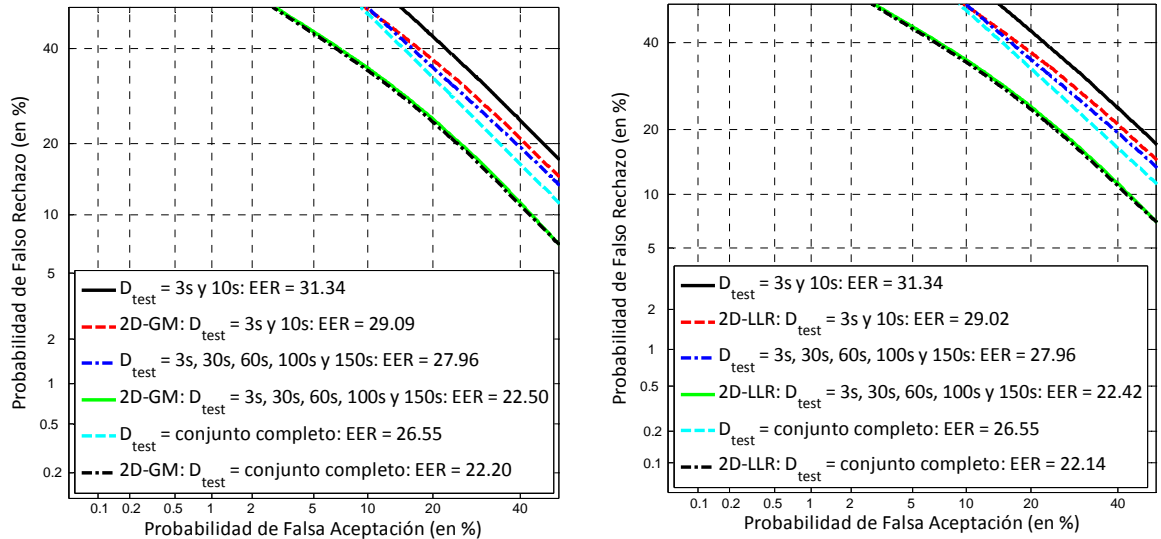 Probabilidad de Falso Rechazo (en %)
40
20
10
5
2
1
0.5
0.2
D_test = 3s y 10s: EER = 31.34
2D-GM: D_test = 3s y 10s: EER = 29.09
D_test = 3s, 30s, 60s, 100s y 150s: EER = 27.96
2D-GM: D_test = 3s, 30s, 60s, 100s y 150s: EER = 22.50
D_test = conjunto completo: EER = 26.55
2D-GM: D_test = conjunto completo: EER = 22.20
0.1 0.2 0.5 1 2 5 10 20 40
Probabilidad de Falsa Aceptación (en %)
Probabilidad de Falso Rechazo (en %)
40
20
10
5
2
1
0.5
0.2
0.1
D_test = 3s y 10s: EER = 31.34
2D-LLR: D_test = 3s y 10s: EER = 29.02
D_test = 3s, 30s, 60s, 100s y 150s: EER = 27.96
2D-LLR: D_test = 3s, 30s, 60s, 100s y 150s: EER = 22.42
D_test = conjunto completo: EER = 26.55
2D-LLR: D_test = conjunto completo: EER = 22.14
0.1 0.2 0.5 1 2 5 10 20 40
Probabilidad de Falsa Aceptación (en %)